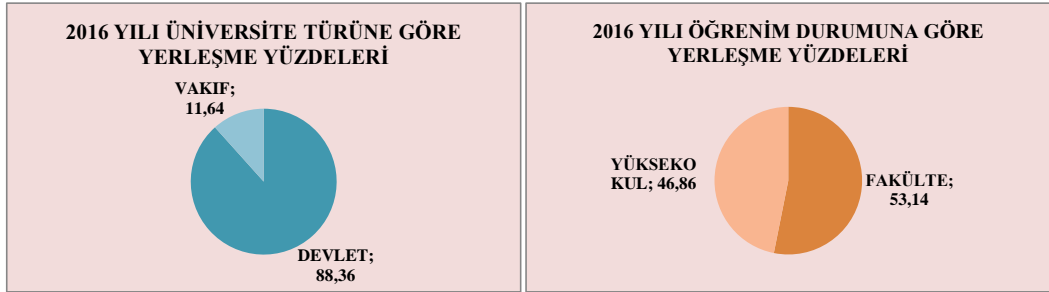 2016 YILI ÜNİVERSİTE TÜRÜNE GÖRE
YERLEŞME YÜZDELERİ
VAKIF;
11,64
DEVLET;
88,36
2016 YILI ÖĞRENİM DURUMUNA GÖRE
YERLEŞME YÜZDELERİ
YÜKSEKO
KUL; 46,86
FAKÜLTE;
53,14